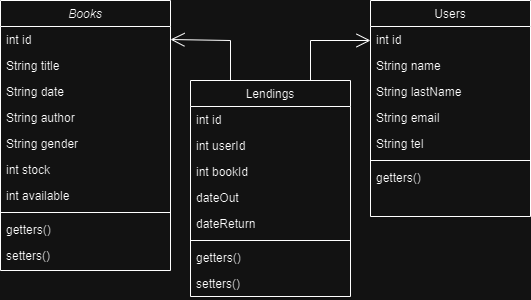 Books
int id
String title
String date
String author
String gender
int stock
int available
getters()
setters()
Lendings
int id
int userId
int bookId
dateOut
dateReturn
getters()
setters()
Users
int id
String name
String lastName
String email
String tel
getters()